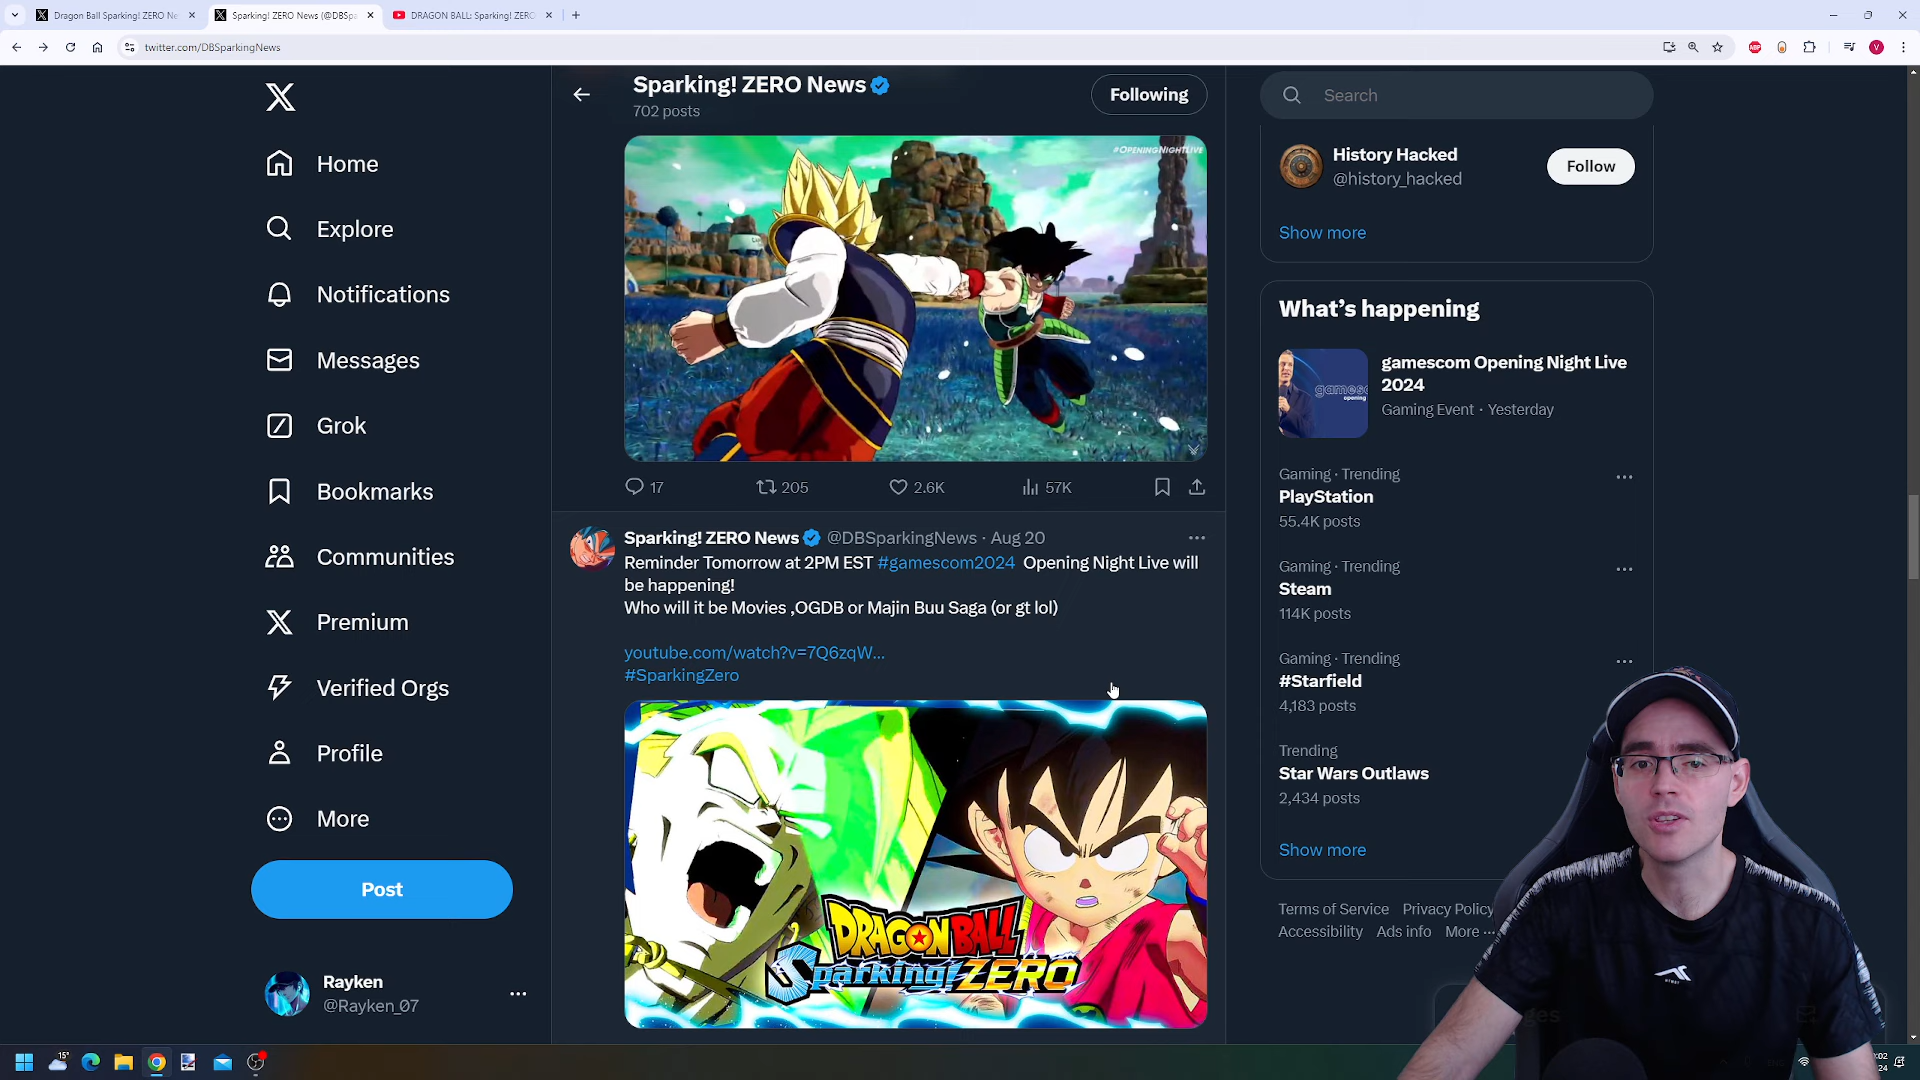 Dragon Ball Sparking! ZERO Ne
Sparking! ZERO News (@DBSpa
DRAGON BALL: Sparking! ZERO
twitter.com/DBSparkingNews
ABP
V
Home
Explore
Notifications
Messages
Grok
Bookmarks
Communities
Premium
Verified Orgs
Profile
More
Post
Rayken
@Rayken_07
Sparking! ZERO News
702 posts
Following
#OPENINGNIGHTLIVE
17
205
2.6K
57K
Sparking! ZERO News @DBSparkingNews · Aug 20
Reminder Tomorrow at 2PM EST #gamescom2024 Opening Night Live will
be happening!
Who will it be Movies ,OGDB or Majin Buu Saga (or gt lol)
youtube.com/watch?v=7Q6zqW...
#SparkingZero
DRAGON BALL
Sparking! ZERO
Search
History Hacked
@history_hacked
Follow
Show more
What's happening
gamescom
opening
gamescom Opening Night Live
2024
Gaming Event · Yesterday
Gaming · Trending
PlayStation
55.4K posts
Gaming · Trending
Steam
114K posts
Gaming · Trending
#Starfield
4,183 posts
Trending
Star Wars Outlaws
2,434 posts
Show more
Terms of Service Privacy Policy
Accessibility Ads info More ...
15°